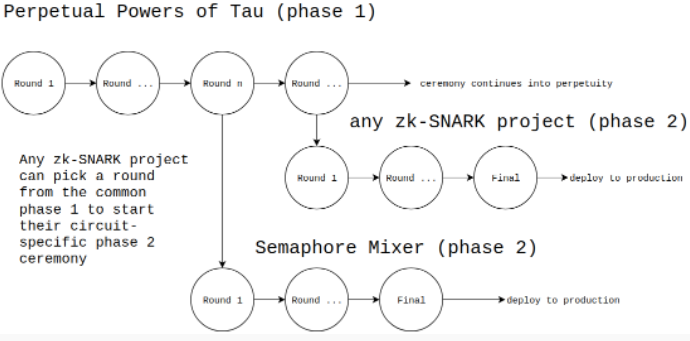 Perpetual Powers of Tau (phase 1)
Round 1
Round ...
Round n
Round ...
ceremony continues into perpetuity
any zk-SNARK project (phase 2)
Any zk-SNARK project
can pick a round
from the common
phase 1 to start
their circuit-
specific phase 2
ceremony
Round 1
Round ...
Final
deploy to production
Semaphore Mixer (phase 2)
Round 1
Round ...
Final
deploy to production